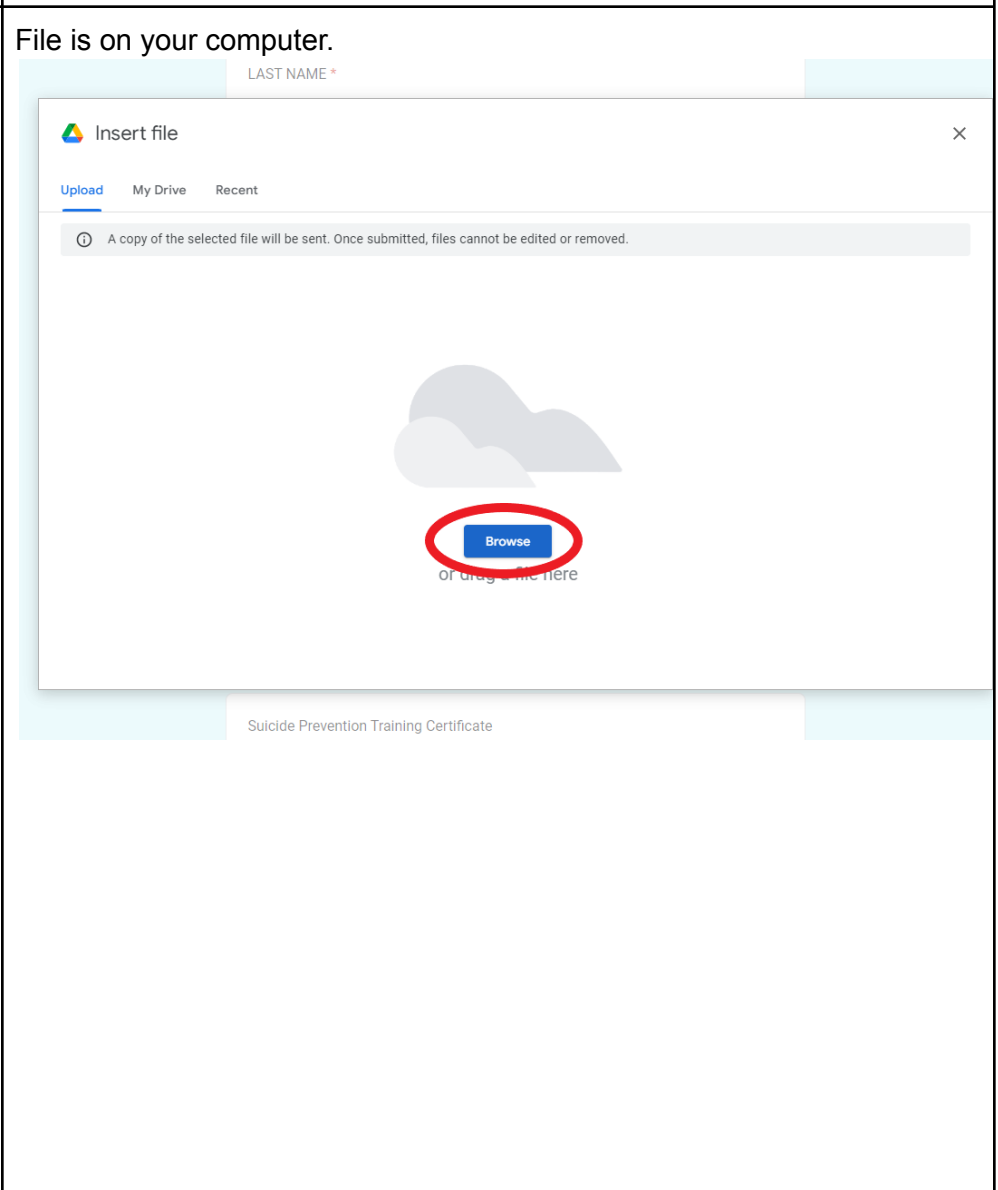 File is on your computer.
LAST NAME *
Insert file
Upload My Drive Recent
A copy of the selected file will be sent. Once submitted, files cannot be edited or removed.
Browse
or drag a file here
Suicide Prevention Training Certificate